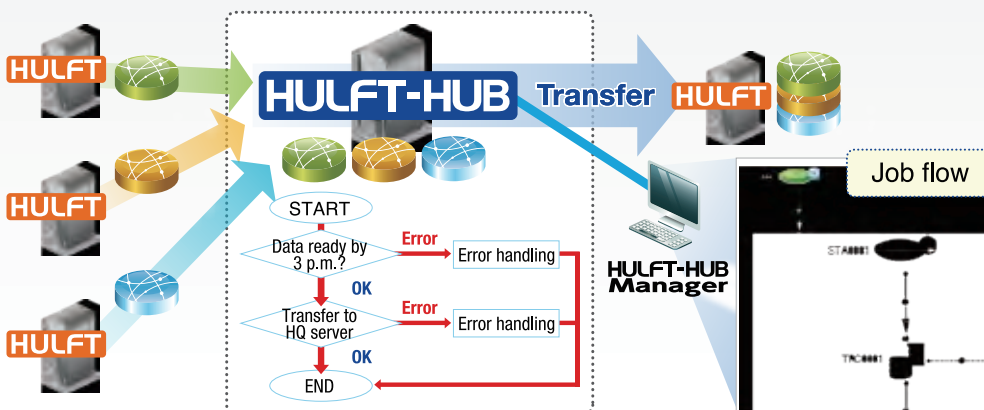 HULFT
HULFT
HULFT
HULFT-HUB
Transfer
HULFT
START
Data ready by
3 p.m.?
Error
Error handling
OK
Transfer to
HQ server
Error
Error handling
OK
END
HULFT-HUB
Manager
Job flow